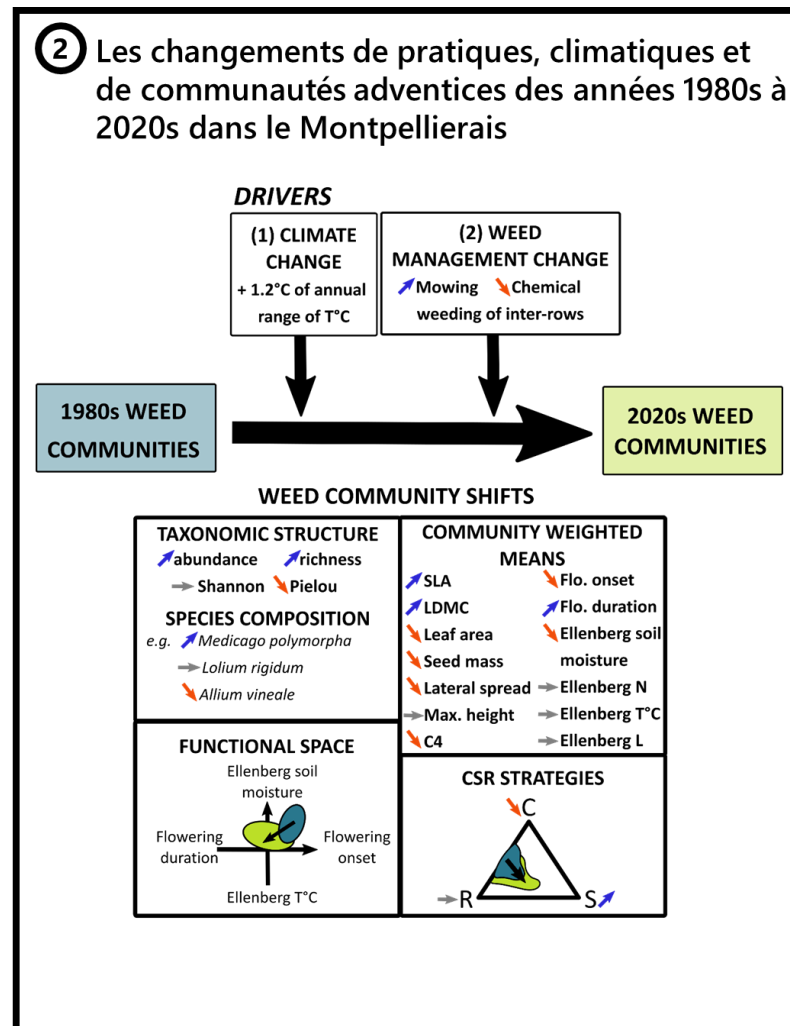 2 Les changements de pratiques, climatiques et
de communautés adventices des années 1980s à
2020s dans le Montpellierais
DRIVERS
(1) CLIMATE
CHANGE
+ 1.2°C of annual
range of T°C
(2) WEED
MANAGEMENT CHANGE
Mowing Chemical
weeding of inter-rows
1980s WEED
COMMUNITIES
2020s WEED
COMMUNITIES
WEED COMMUNITY SHIFTS
TAXONOMIC STRUCTURE
abundance richness
Shannon Pielou
SPECIES COMPOSITION
e.g. Medicago polymorpha
Lolium rigidum
Allium vineale
COMMUNITY WEIGHTED
MEANS
SLA
LDMC
Leaf area
Seed mass
Lateral spread
Max. height
C4
Flo. onset
Flo. duration
Ellenberg soil
moisture
Ellenberg N
Ellenberg T°C
Ellenberg L
FUNCTIONAL SPACE
Ellenberg soil
moisture
Flowering
duration
Flowering
onset
Ellenberg T°C
CSR STRATEGIES
C
R
S